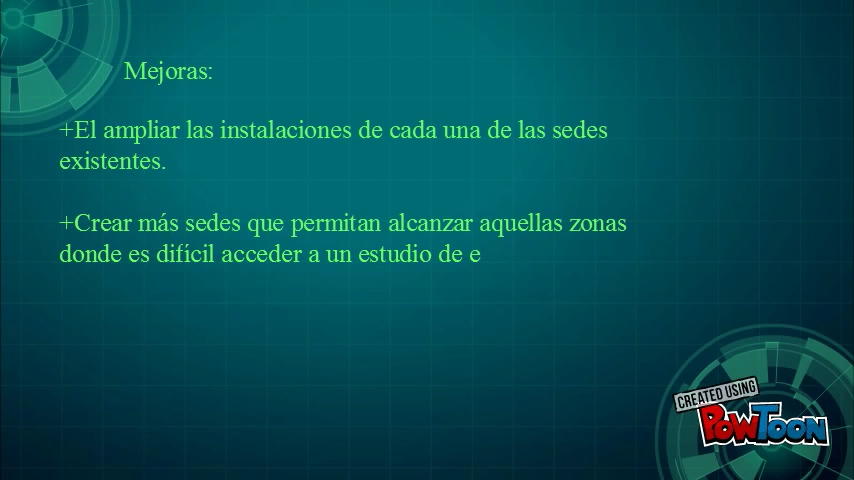 Mejoras:
+El ampliar las instalaciones de cada una de las sedes
existentes.
+Crear más sedes que permitan alcanzar aquellas zonas
donde es difícil acceder a un estudio de e
CREATED USING
POWTOON